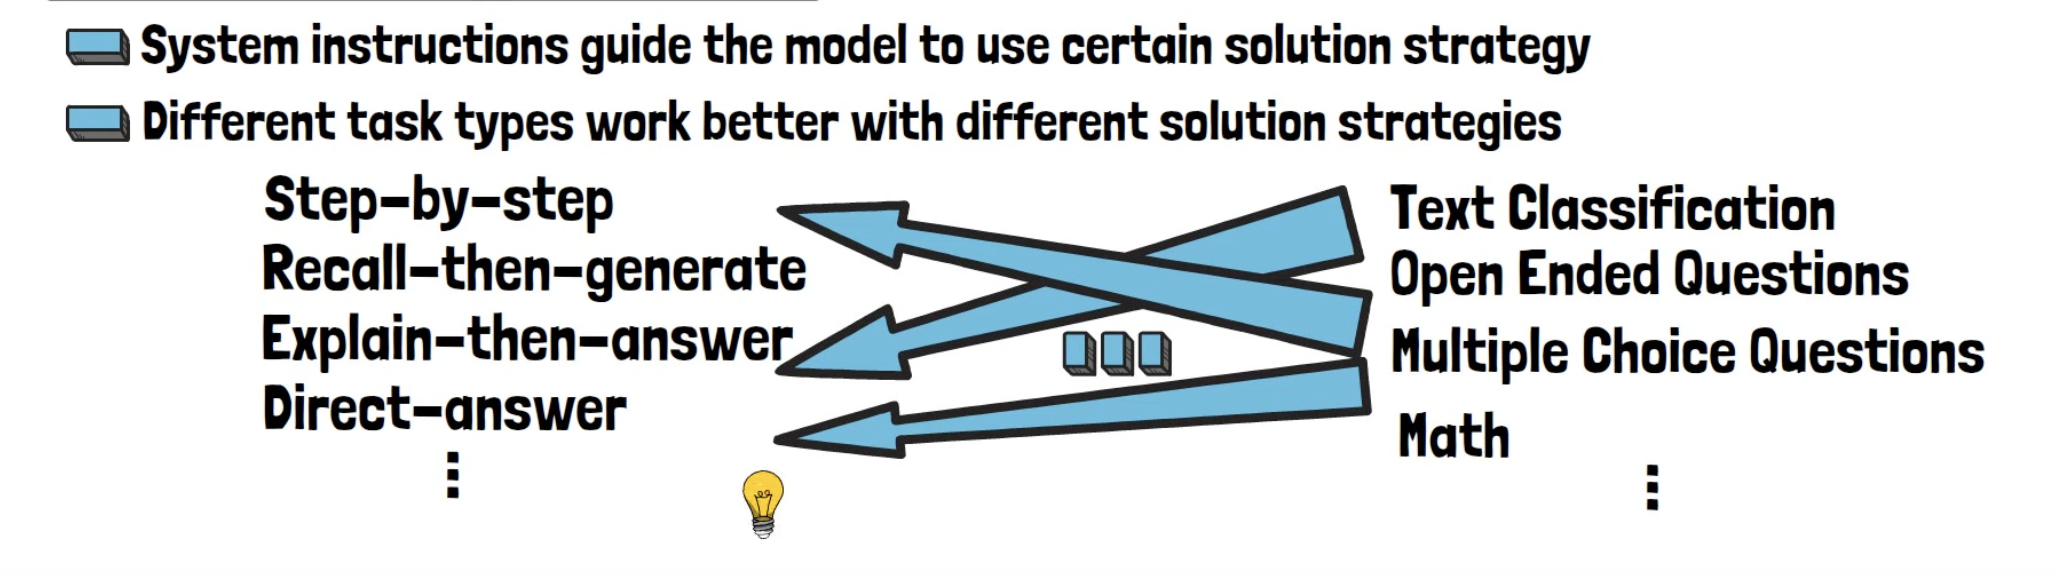 System instructions guide the model to use certain solution strategy
Different task types work better with different solution strategies
Step-by-step
Recall-then-generate
Explain-then-answer
Direct-answer
Text Classification
Open Ended Questions
Multiple Choice Questions
Math